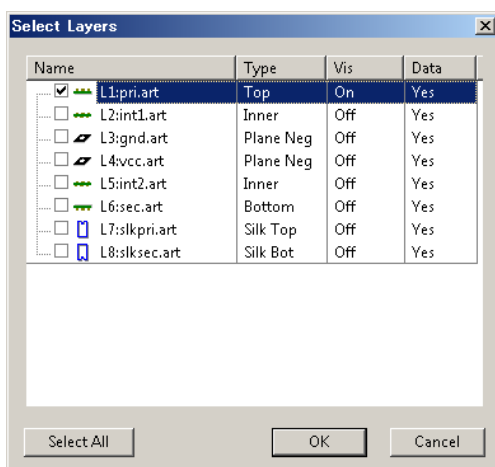 Select Layers
Name Type Vis Data
L1:pri.art Top On Yes
L2:int1.art Inner Off Yes
L3:gnd.art Plane Neg Off Yes
L4:vcc.art Plane Neg Off Yes
L5:int2.art Inner Off Yes
L6:sec.art Bottom Off Yes
L7:slkpri.art Silk Top Off Yes
L8:slksec.art Silk Bot Off Yes
Select All OK Cancel